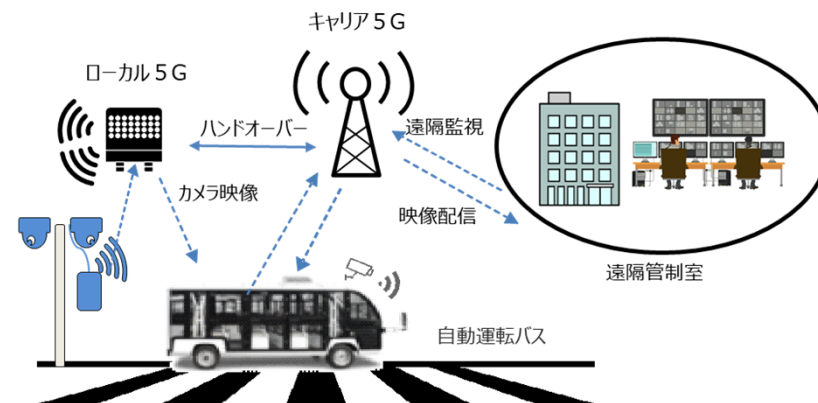 キャリア５Ｇ
ローカル５Ｇ
ハンドオーバー
遠隔監視
カメラ映像
映像配信
遠隔管制室
自動運転バス